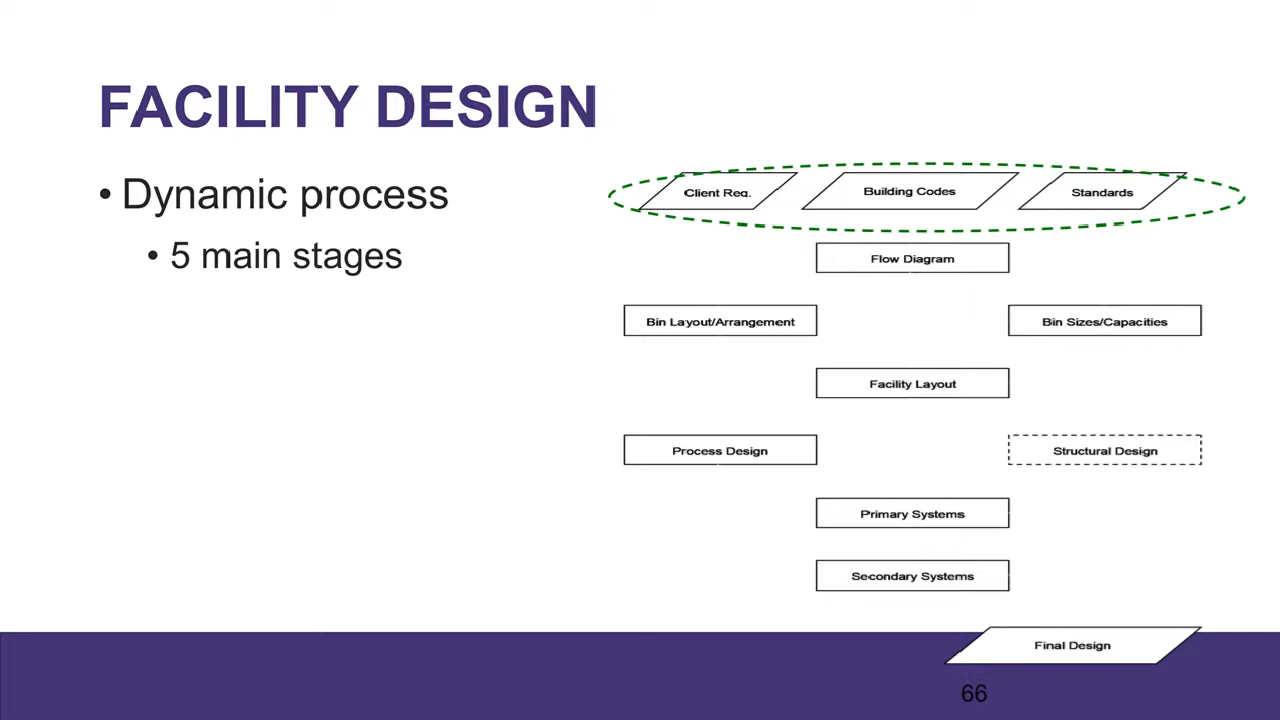 FACILITY DESIGN
• Dynamic process
• 5 main stages
Client Req.
Building Codes
Standards
Flow Diagram
Bin Layout/Arrangement
Bin Sizes/Capacities
Facility Layout
Process Design
Structural Design
Primary Systems
Secondary Systems
Final Design
66